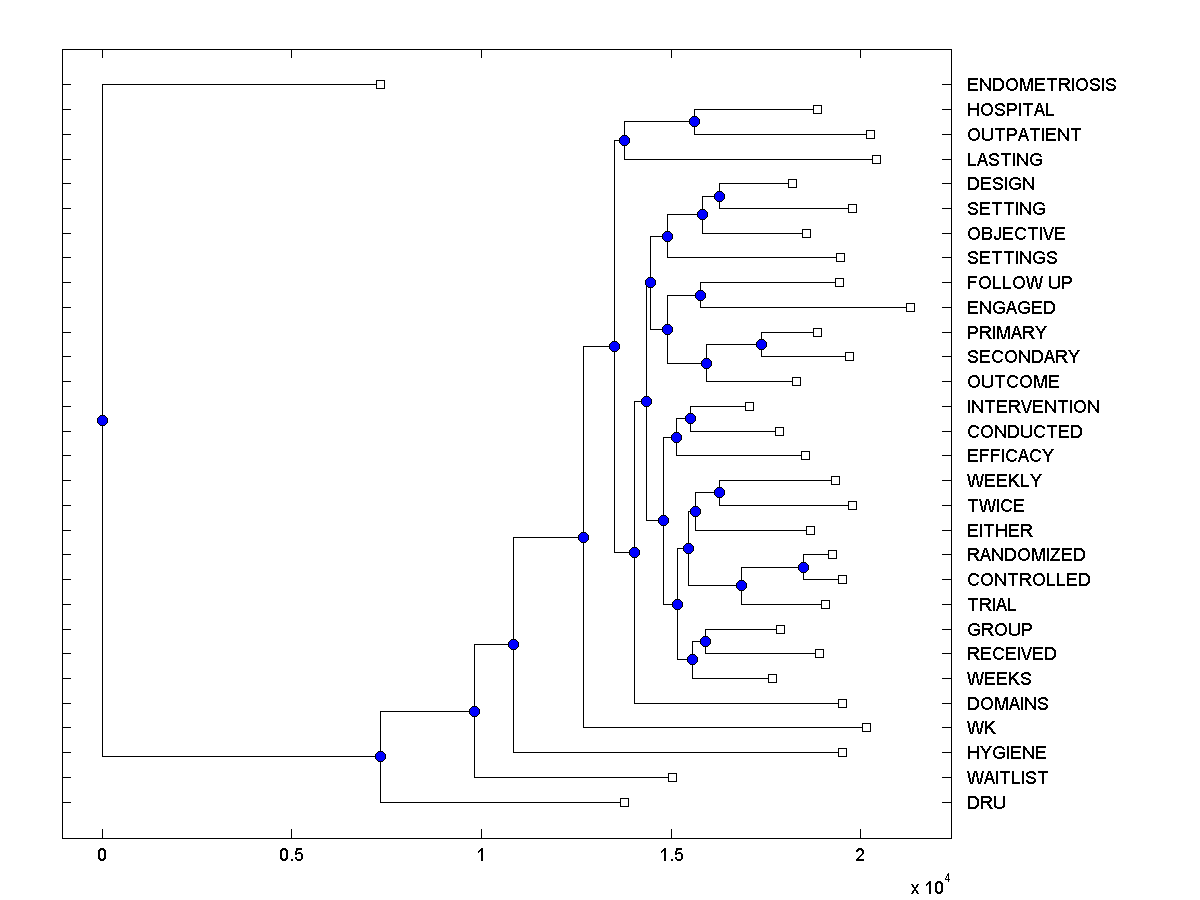 ENDOMETRIOSIS
HOSPITAL
OUTPATIENT
LASTING
DESIGN
SETTING
OBJECTIVE
SETTINGS
FOLLOW UP
ENGAGED
PRIMARY
SECONDARY
OUTCOME
INTERVENTION
CONDUCTED
EFFICACY
WEEKLY
TWICE
EITHER
RANDOMIZED
CONTROLLED
TRIAL
GROUP
RECEIVED
WEEKS
DOMAINS
WK
HYGIENE
WAITLIST
DRU
0 0.5 1 1.5 2
x 10^4